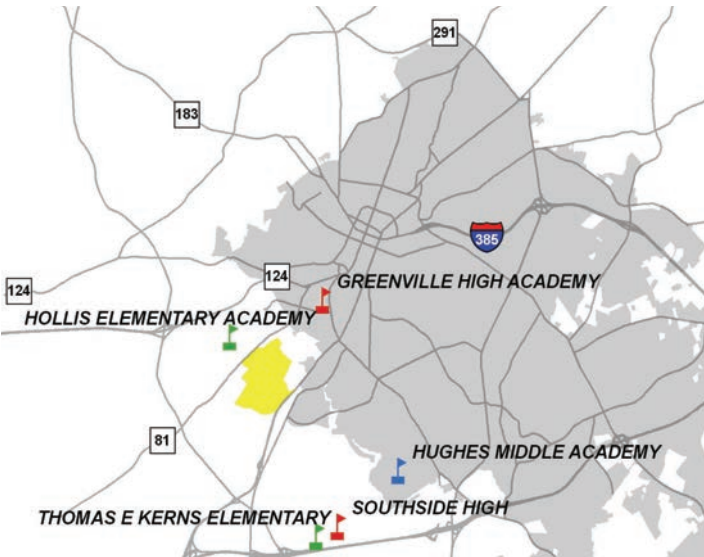 291
183
385
124
GREENVILLE HIGH ACADEMY
124
HOLLIS ELEMENTARY ACADEMY
81
HUGHES MIDDLE ACADEMY
SOUTHSIDE HIGH
THOMAS E KERNS ELEMENTARY